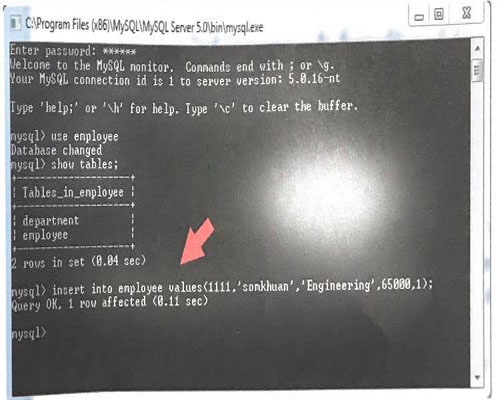 C:\Program Files (x86)\MySQL\MySQL Server 5.0\bin\mysql.exe
Enter password: ******
Welcome to the MySQL monitor.  Commands end with ; or \g.
Your MySQL connection id is 1 to server version: 5.0.16-nt
Type 'help;' or '\h' for help. Type '\c' to clear the buffer.
mysql> use employee
Database changed
mysql> show tables;
+--------------------+
| Tables_in_employee |
+--------------------+
| department         |
| employee           |
+--------------------+
2 rows in set (0.04 sec)
mysql> insert into employee values(1111,'somkhuan','Engineering',65000,1);
Query OK, 1 row affected (0.11 sec)
mysql>